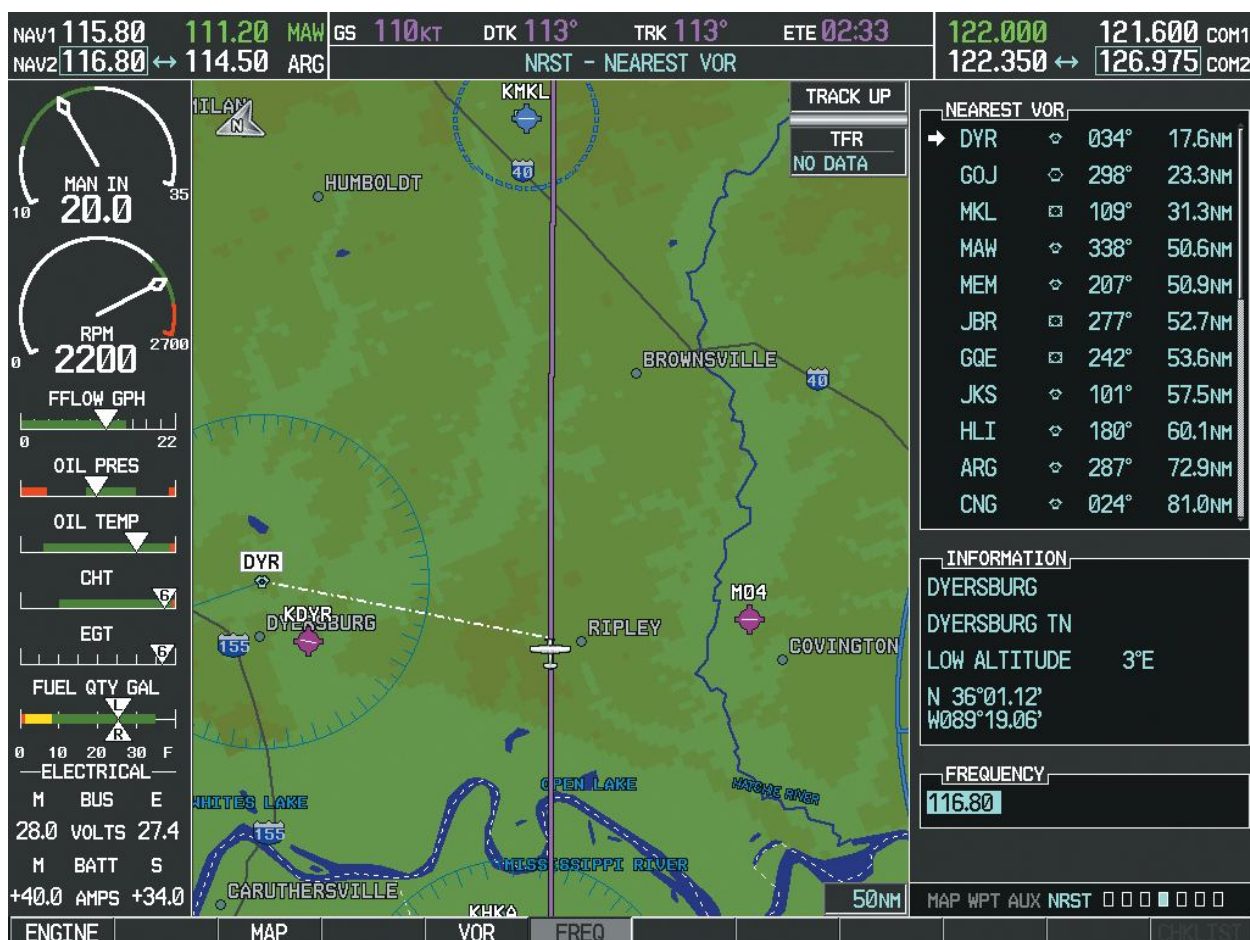 NAV1 115.80 111.20 MAW
NAV2 116.80 ↔ 114.50 ARG
GS 110KT DTK 113° TRK 113° ETE 02:33
NRST - NEAREST VOR
122.000 121.600 COM1
122.350 ↔ 126.975 COM2
MAN IN
20.0
10 35
RPM
2200
0 2700
FFLOW GPH
0 22
OIL PRES
OIL TEMP
CHT
6
EGT
6
FUEL QTY GAL
L
R
0 10 20 30 F
ELECTRICAL
M BUS E
28.0 VOLTS 27.4
M BATT S
+40.0 AMPS +34.0
MILAN
N
KMKL
40
HUMBOLDT
TRACK UP
TFR
NO DATA
BROWNSVILLE
40
DYR
KDYR
DYERSBURG
155
RIPLEY
M04
COVINGTON
OPEN LAKE
HATCHIE RIVER
WHITES LAKE
155
MISSISSIPPI RIVER
CARUTHERSVILLE
KHKA
50NM
NEAREST VOR
DYR 034° 17.6NM
GOJ 298° 23.3NM
MKL 109° 31.3NM
MAW 338° 50.6NM
MEM 207° 50.9NM
JBR 277° 52.7NM
GQE 242° 53.6NM
JKS 101° 57.5NM
HLI 180° 60.1NM
ARG 287° 72.9NM
CNG 024° 81.0NM
INFORMATION
DYERSBURG
DYERSBURG TN
LOW ALTITUDE 3°E
N 36°01.12'
W089°19.06'
FREQUENCY
116.80
MAP WPT AUX NRST
ENGINE MAP VOR FREQ CHKLIST